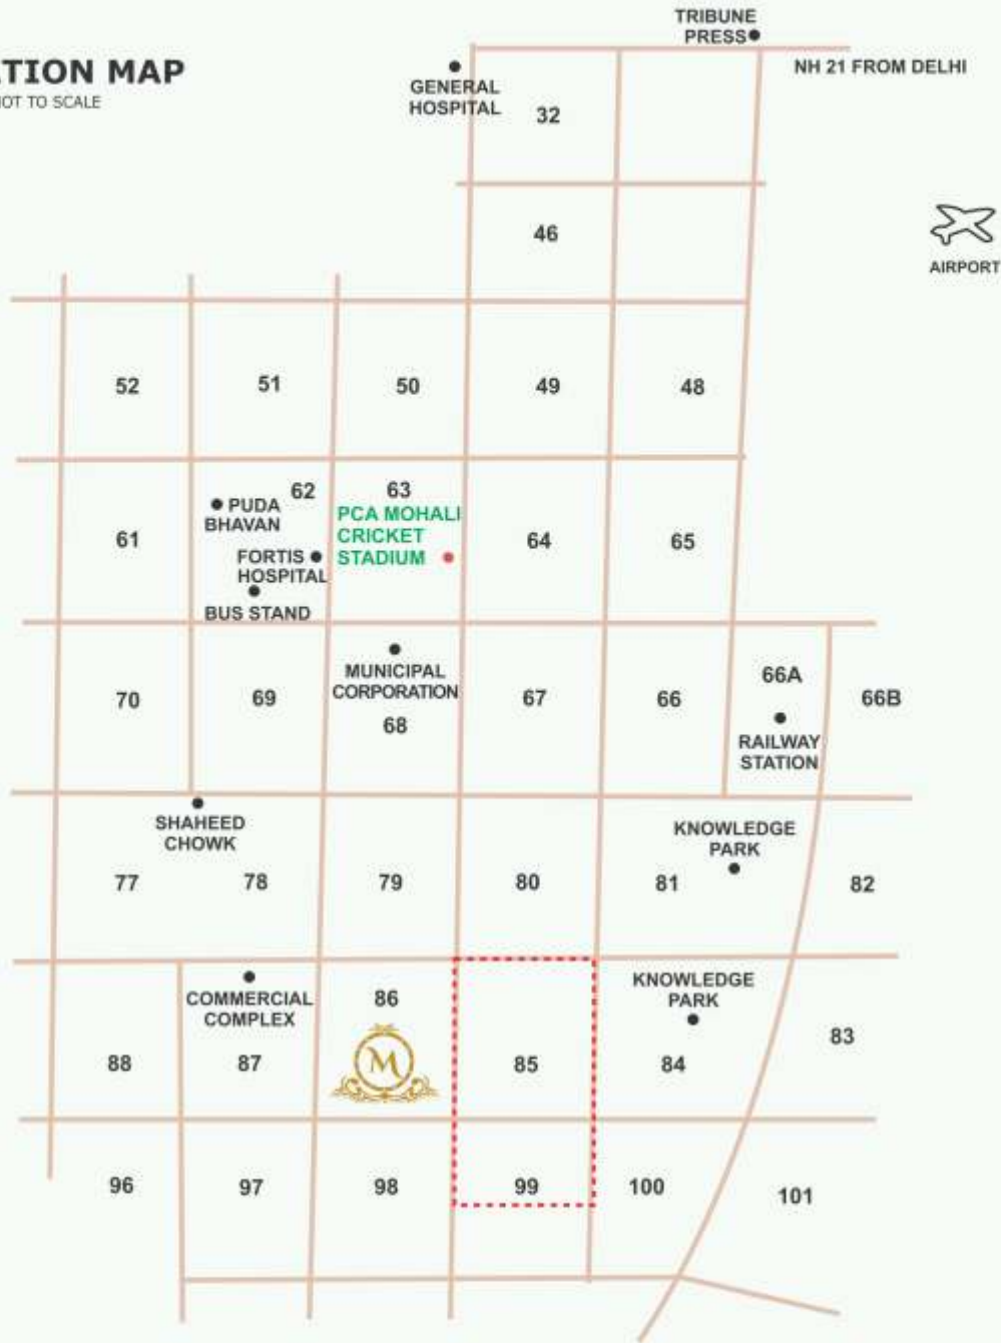 TRIBUNE
PRESS
ATION MAP
NOT TO SCALE
GENERAL
HOSPITAL
NH 21 FROM DELHI
32
46
AIRPORT
52
51
50
49
48
61
PUDA
BHAVAN
62
FORTIS
HOSPITAL
BUS STAND
63
PCA MOHALI
CRICKET
STADIUM
64
65
70
69
MUNICIPAL
CORPORATION
68
67
66
66A
RAILWAY
STATION
66B
SHAHEED
CHOWK
77
78
79
80
KNOWLEDGE
PARK
81
82
88
COMMERCIAL
COMPLEX
87
86
M
85
KNOWLEDGE
PARK
84
83
96
97
98
99
100
101